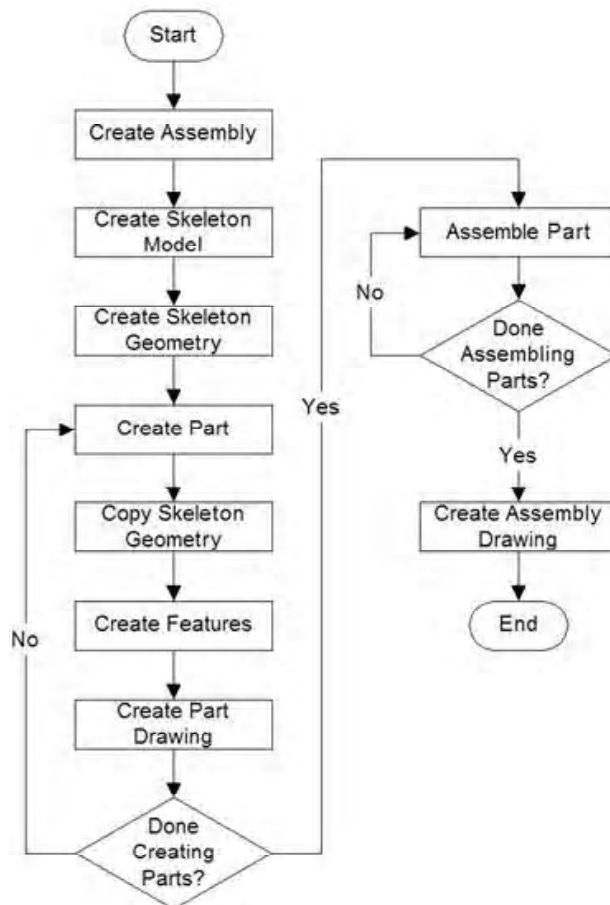 Start
Create Assembly
Create Skeleton
Model
Create Skeleton
Geometry
Create Part
Copy Skeleton
Geometry
Create Features
No
Create Part
Drawing
Done
Creating
Parts?
Yes
Assemble Part
No
Done
Assembling
Parts?
Yes
Create Assembly
Drawing
End